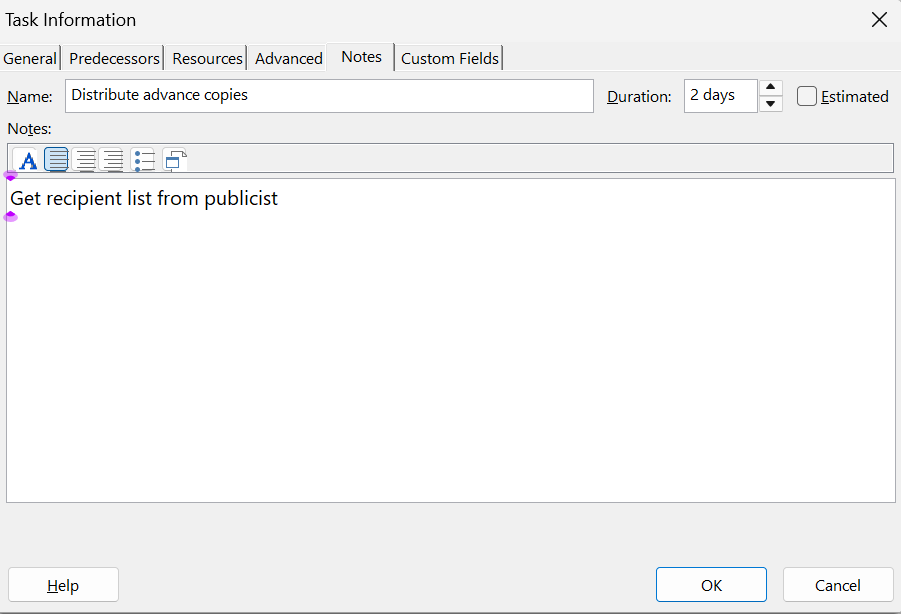 Task Information
General Predecessors Resources Advanced Notes Custom Fields
Name: Distribute advance copies Duration: 2 days Estimated
Notes:
A
Get recipient list from publicist
Help OK Cancel